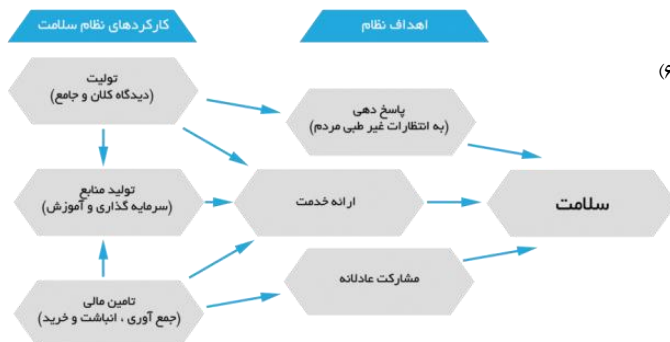 کارکردهای نظام سلامت
اهداف نظام
تولیت
(دیدگاه کلان و جامع)
پاسخ دهی
(به انتظارات غیر طبی مردم)
تولید منابع
(سرمایه گذاری و آموزش)
ارائه خدمت
سلامت
تامین مالی
(جمع آوری ، انباشت و خرید)
مشارکت عادلانه